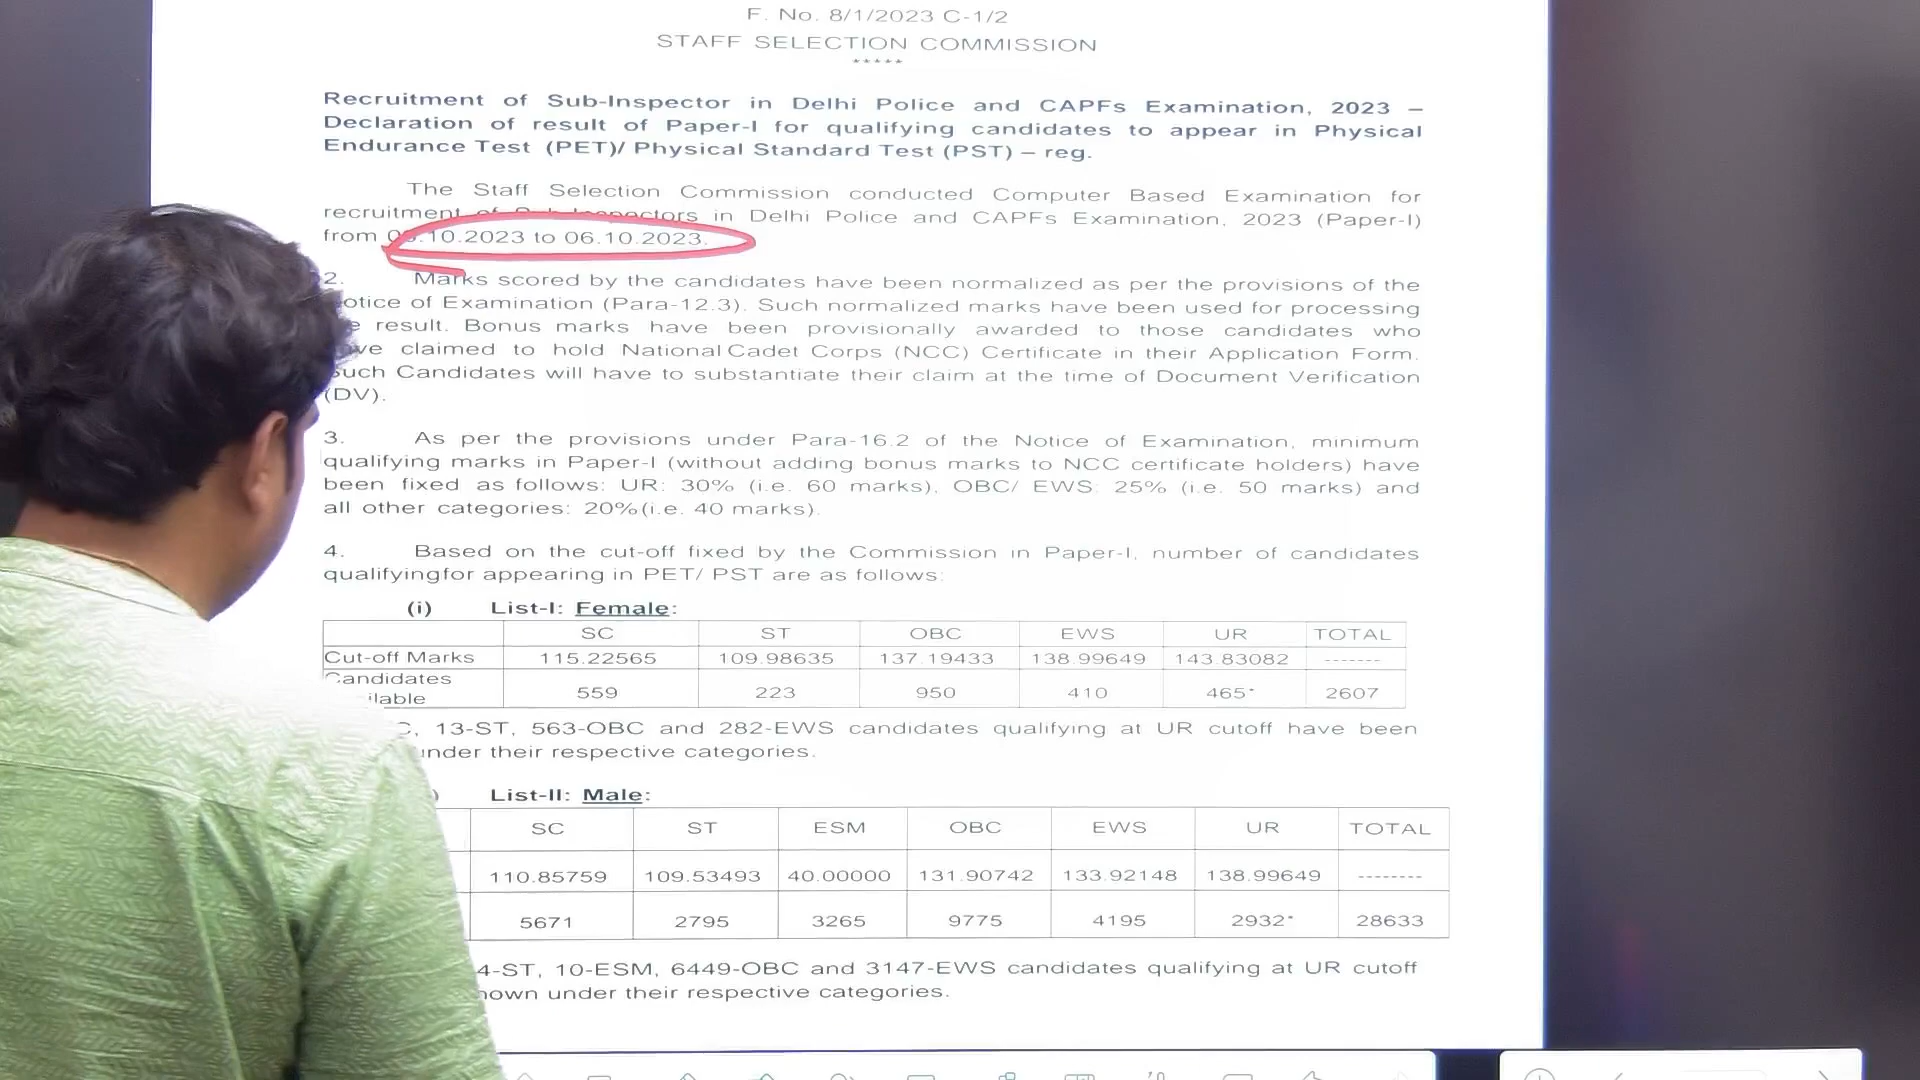 F. No. 8/1/2023 C-1/2
STAFF SELECTION COMMISSION
*****
Recruitment of Sub-Inspector in Delhi Police and CAPFs Examination, 2023 –
Declaration of result of Paper-I for qualifying candidates to appear in Physical
Endurance Test (PET)/ Physical Standard Test (PST) – reg.
The Staff Selection Commission conducted Computer Based Examination for
recruitment of Sub-Inspectors in Delhi Police and CAPFs Examination, 2023 (Paper-I)
from .10.2023 to 06.10.2023.
2. Marks scored by the candidates have been normalized as per the provisions of the
otice of Examination (Para-12.3). Such normalized marks have been used for processing
e result. Bonus marks have been provisionally awarded to those candidates who
ve claimed to hold National Cadet Corps (NCC) Certificate in their Application Form.
Such Candidates will have to substantiate their claim at the time of Document Verification
(DV).
3. As per the provisions under Para-16.2 of the Notice of Examination, minimum
qualifying marks in Paper-I (without adding bonus marks to NCC certificate holders) have
been fixed as follows: UR: 30% (i.e. 60 marks), OBC/ EWS: 25% (i.e. 50 marks) and
all other categories: 20%(i.e. 40 marks).
4. Based on the cut-off fixed by the Commission in Paper-I, number of candidates
qualifyingfor appearing in PET/ PST are as follows:
(i) List-I: Female:
SC ST OBC EWS UR TOTAL
Cut-off Marks 115.22565 109.98635 137.19433 138.99649 143.83082 -------
Candidates
ilable 559 223 950 410 465* 2607
C, 13-ST, 563-OBC and 282-EWS candidates qualifying at UR cutoff have been
under their respective categories.
) List-II: Male:
SC ST ESM OBC EWS UR TOTAL
110.85759 109.53493 40.00000 131.90742 133.92148 138.99649 --------
5671 2795 3265 9775 4195 2932* 28633
4-ST, 10-ESM, 6449-OBC and 3147-EWS candidates qualifying at UR cutoff
hown under their respective categories.